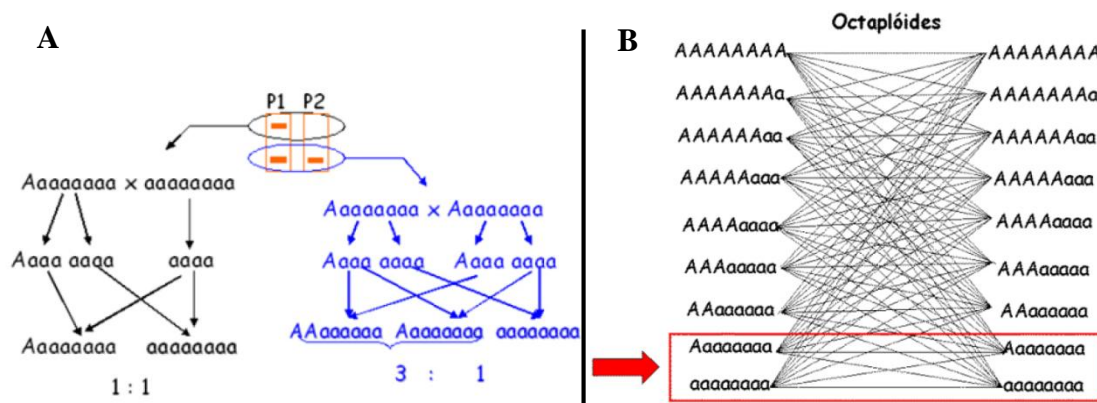 A
P1 P2
Aaaaaaaa × aaaaaaaa
Aaaa aaaa aaaa
Aaaaaaaa aaaaaaaa
1 : 1
Aaaaaaaa × Aaaaaaaa
Aaaa aaaa Aaaa aaaa
AAaaaaaa Aaaaaaaa aaaaaaaa
3 : 1
B
Octaplóides
AAAAAAAA AAAAAAAA
AAAAAAAa AAAAAAAa
AAAAAAaa AAAAAAaa
AAAAAaaa AAAAAaaa
AAAAaaaa AAAAaaaa
AAAaaaaa AAAaaaaa
AAaaaaaa AAaaaaaa
Aaaaaaaa Aaaaaaaa
aaaaaaaa aaaaaaaa